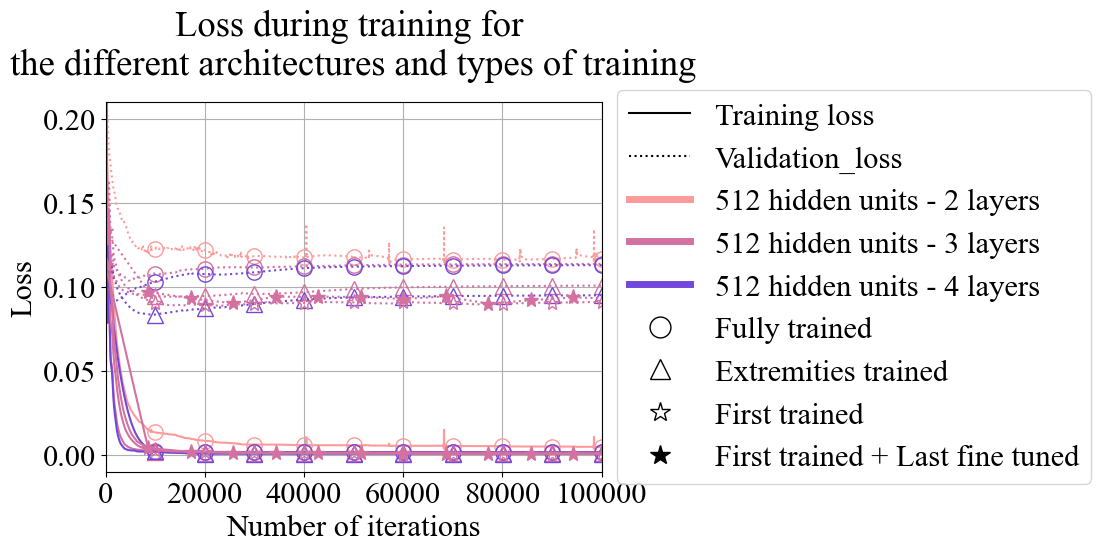 Loss during training for
the different architectures and types of training
0.20
0.15
0.10
0.05
0.00
Loss
0 20000 40000 60000 80000 100000
Number of iterations
Training loss
Validation_loss
512 hidden units - 2 layers
512 hidden units - 3 layers
512 hidden units - 4 layers
Fully trained
Extremities trained
First trained
First trained + Last fine tuned